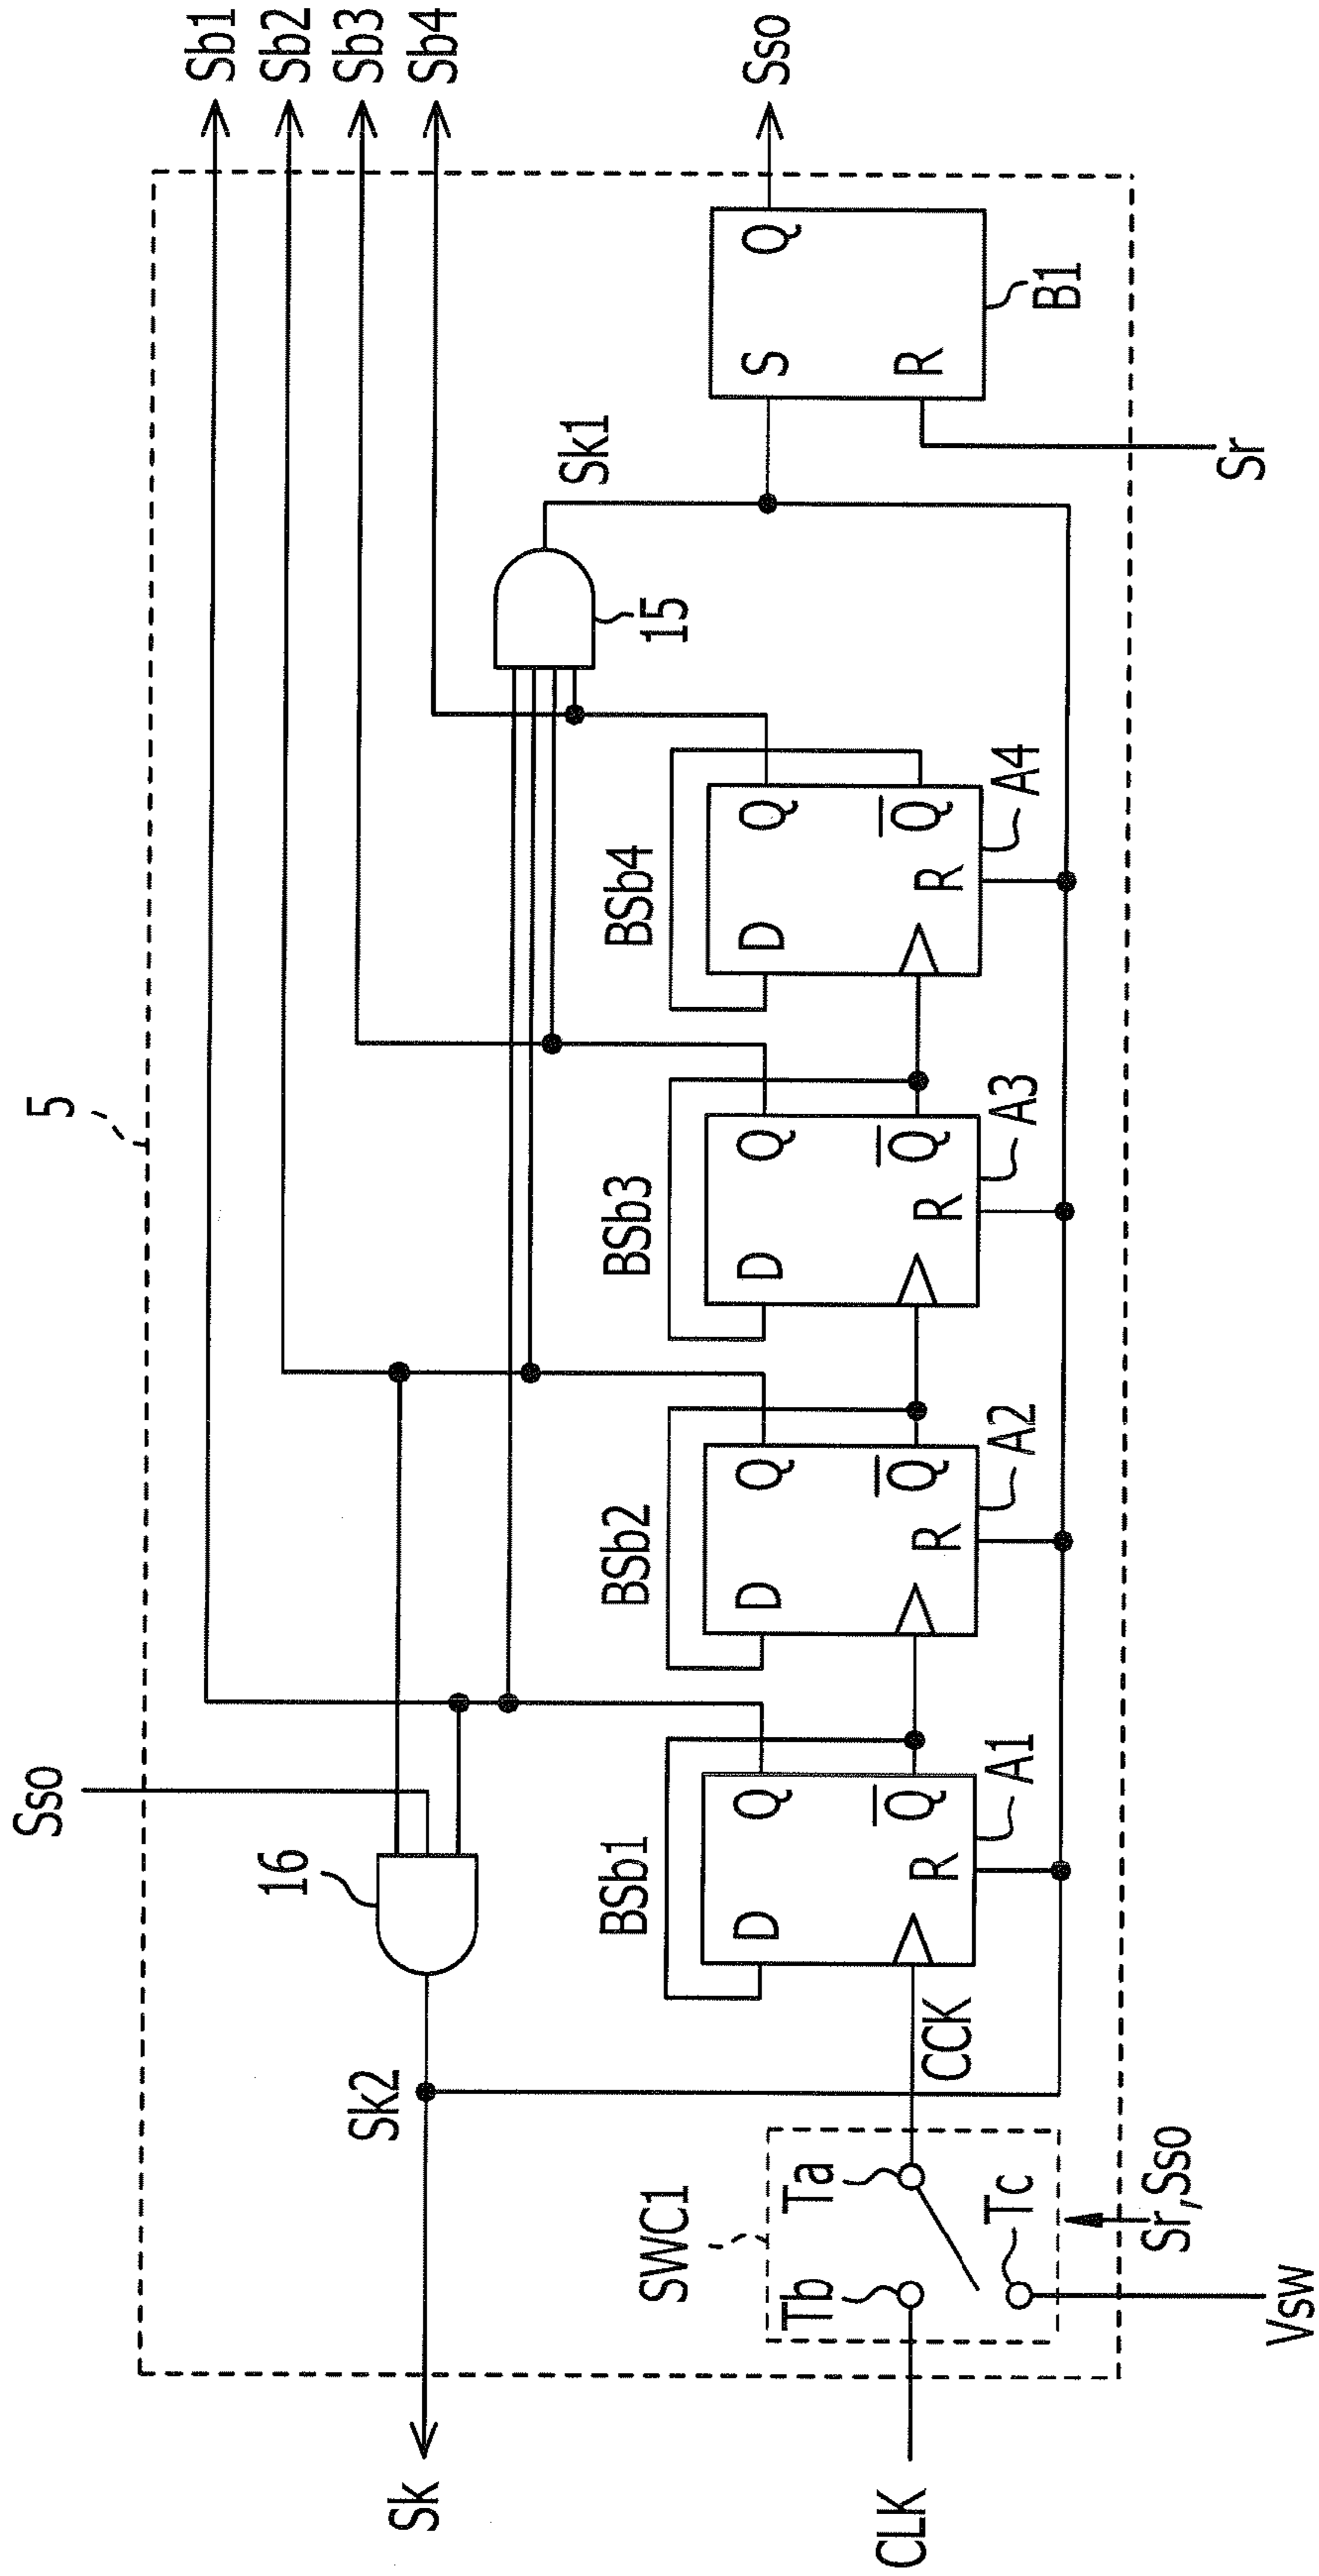 5
Sso
16
Sk2
Sk
Sb1
Sb2
Sb3
Sb4
Sk1
15
BSb1
BSb2
BSb3
BSb4
D
Q
Q
R
A1
D
Q
Q
R
A2
D
Q
Q
R
A3
D
Q
Q
R
A4
S
Q
R
B1
Sso
Sr
SWC1
Tb
Ta
Tc
CCK
CLK
Sr,Sso
Vsw